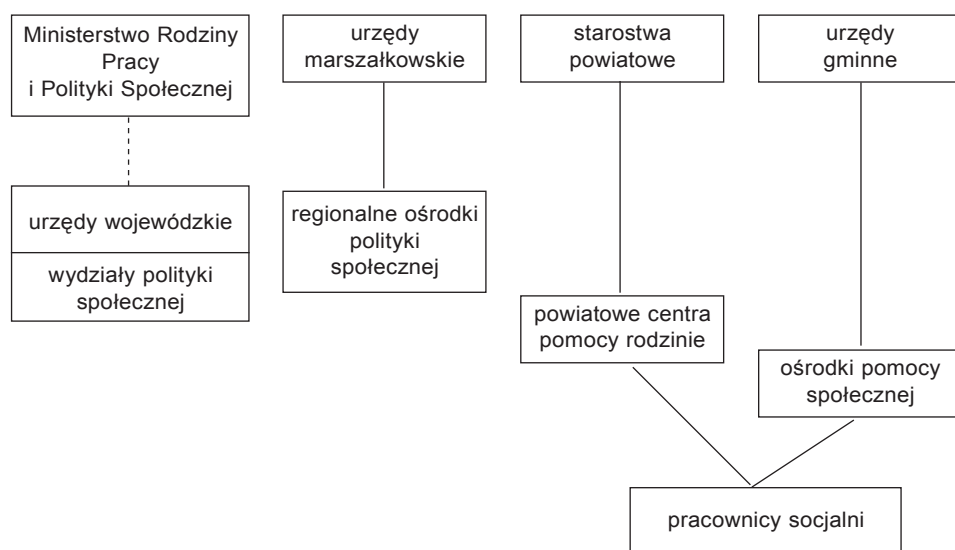 Ministerstwo Rodziny
Pracy
i Polityki Społecznej
urzędy
marszałkowskie
starostwa
powiatowe
urzędy
gminne
urzędy wojewódzkie
wydziały polityki
społecznej
regionalne ośrodki
polityki
społecznej
powiatowe centra
pomocy rodzinie
ośrodki pomocy
społecznej
pracownicy socjalni